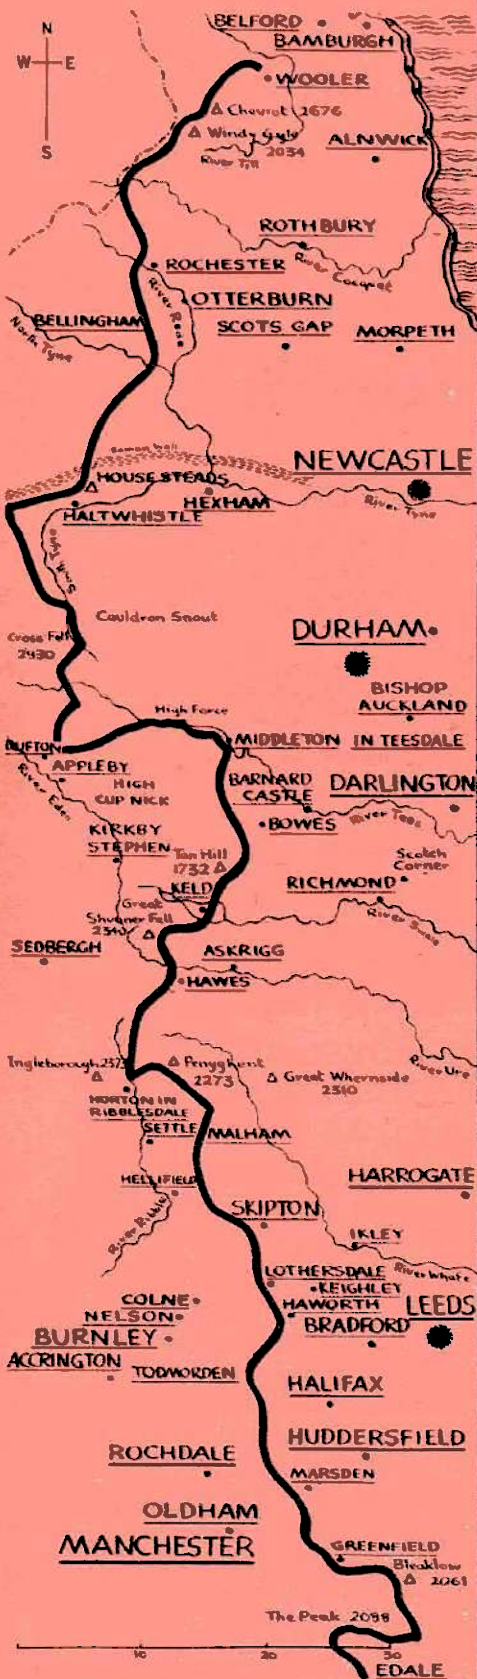 BELFORD
BAMBURGH
N
W E
S
WOOLER
Cheviot 2676
Windy Gyle
2034
River Till
ALNWICK
ROTHBURY
River Coquet
ROCHESTER
River Rede
OTTERBURN
BELLINGHAM
SCOTS GAP
MORPETH
North Tyne
Roman Wall
NEWCASTLE
HOUSE STEADS
HEXHAM
HALTWHISTLE
River Tyne
South Tyne
Cauldron Snout
Cross Fell
2930
DURHAM
BISHOP
AUCKLAND
High Force
DUFTON
MIDDLETON IN TEESDALE
APPLEBY
River Eden
HIGH
CUP NICK
BARNARD
CASTLE
DARLINGTON
BOWES
River Tees
KIRKBY
STEPHEN
Tan Hill
1732
Scotch
Corner
KELD
RICHMOND
Great
Shunner Fell
2340
River Swale
SEDBERGH
ASKRIGG
HAWES
River Ure
Ingleborough 2373
Penyghent
2273
Great Whernside
2310
HORTON IN
RIBBLESDALE
SETTLE
MALHAM
HELLIFIELD
HARROGATE
River Ribble
SKIPTON
IKLEY
River Wharfe
LOTHERSDALE
KEIGHLEY
COLNE
NELSON
HAWORTH
LEEDS
BURNLEY
BRADFORD
ACCRINGTON
TODMORDEN
HALIFAX
HUDDERSFIELD
ROCHDALE
MARSDEN
OLDHAM
MANCHESTER
GREENFIELD
Bleaklow
2061
The Peak 2088
10 20 30
EDALE